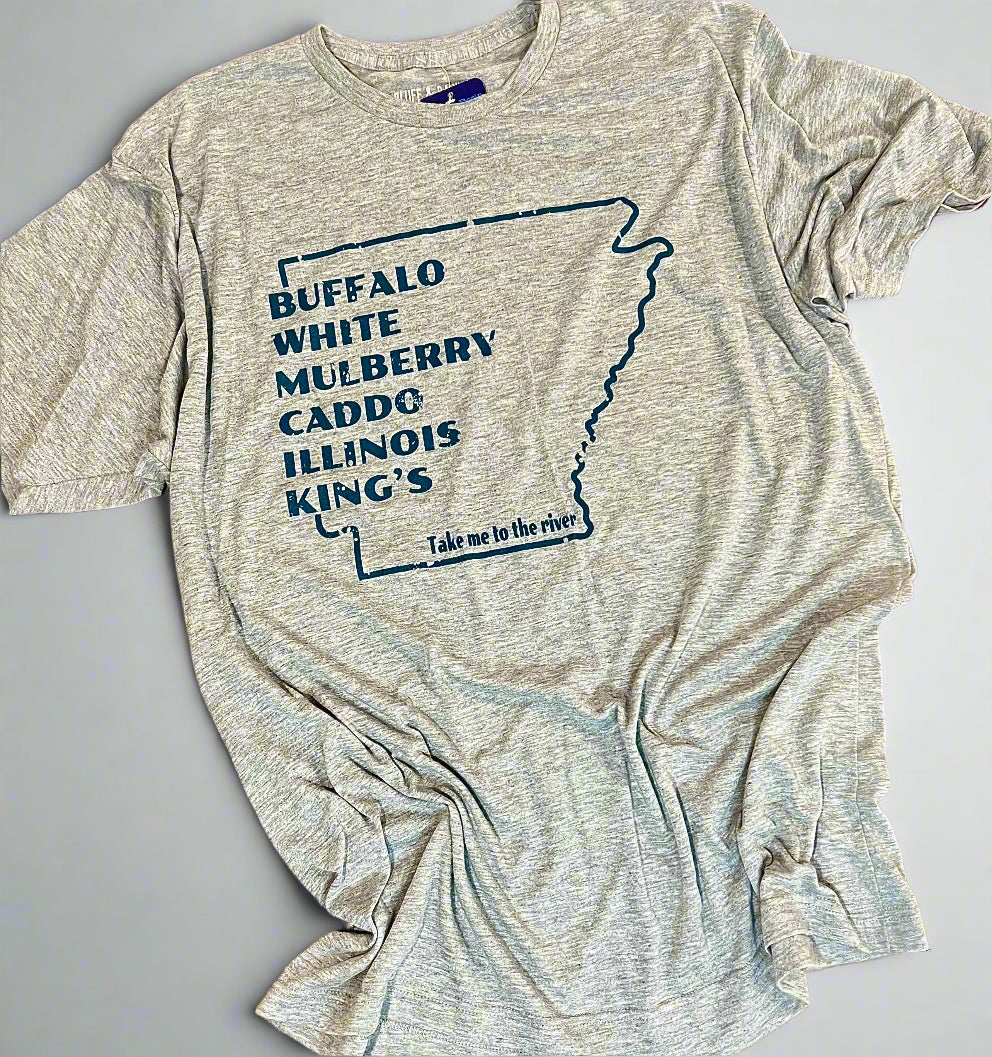 BUFFALO
WHITE
MULBERRY
CADDO
ILLINOIS
KING'S
Take me to the river